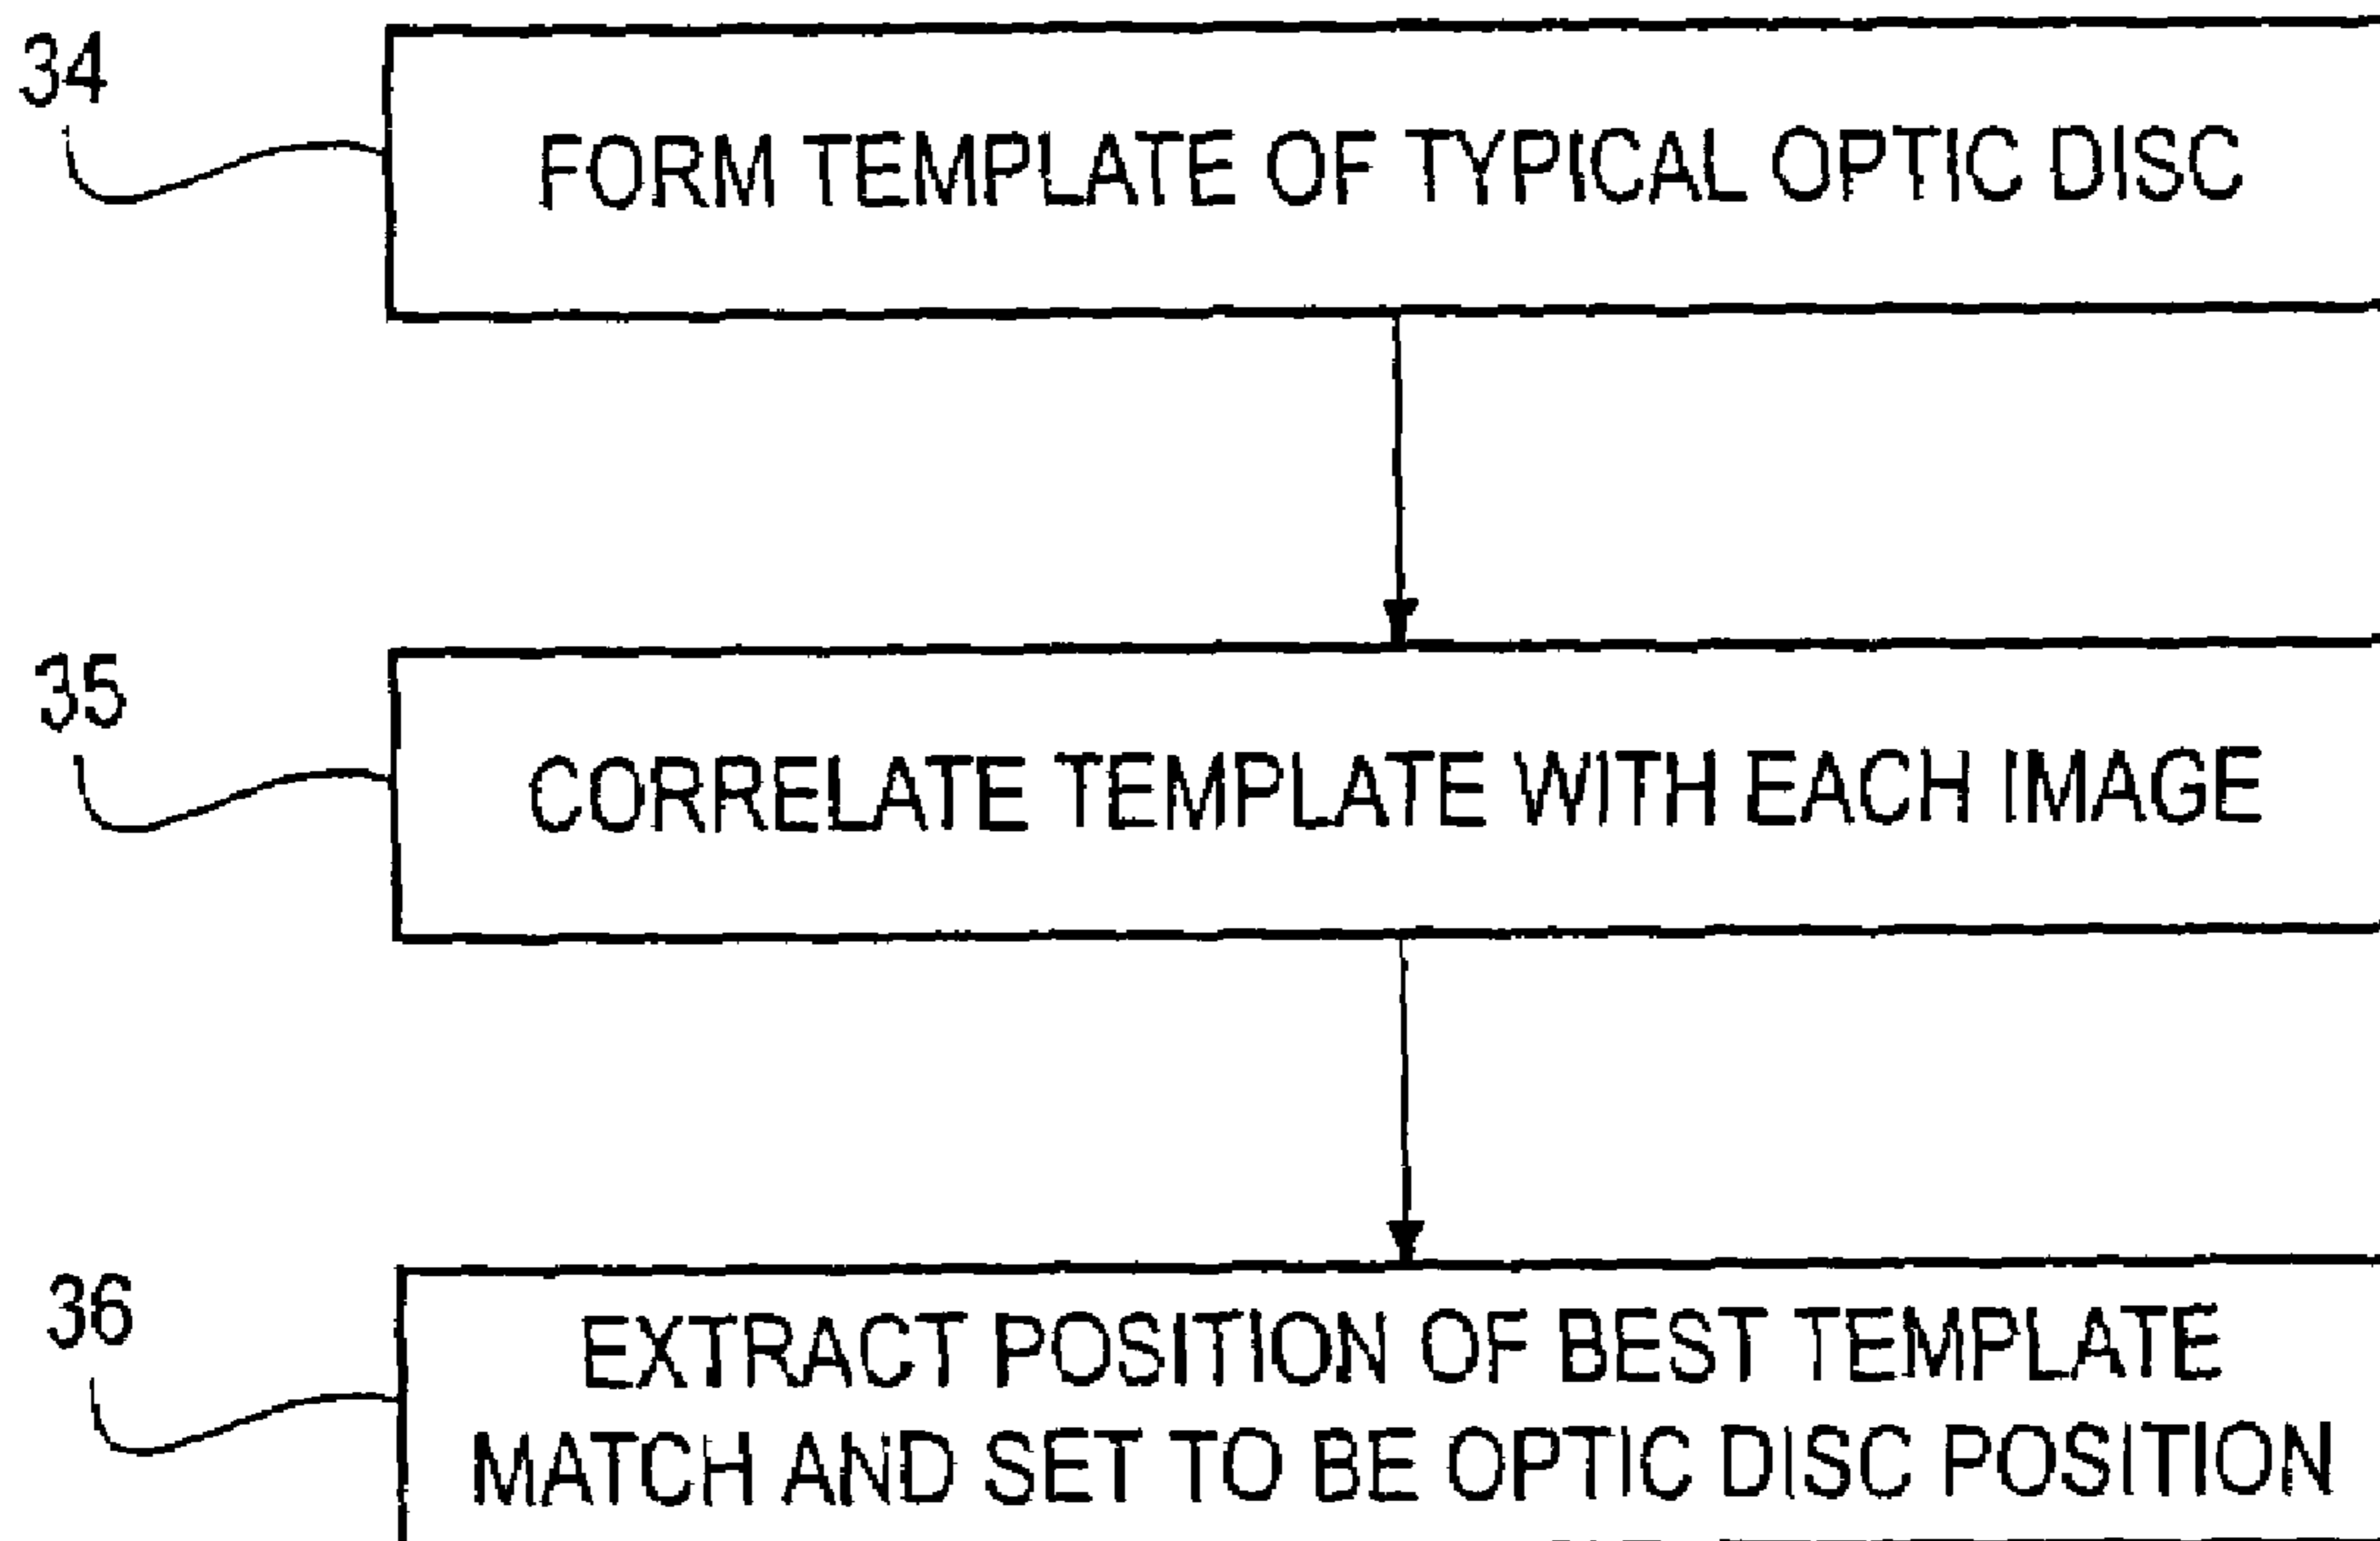 34
FORM TEMPLATE OF TYPICAL OPTIC DISC
35
CORRELATE TEMPLATE WITH EACH IMAGE
36
EXTRACT POSITION OF BEST TEMPLATE
MATCH AND SET TO BE OPTIC DISC POSITION